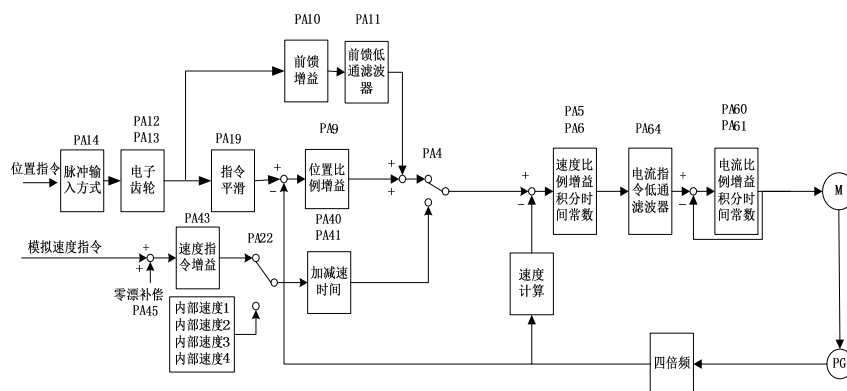 PA10
PA11
前馈
增益
前馈低
通滤波
器
PA12
PA13
PA14
PA19
PA9
PA4
PA5
PA6
PA64
PA60
PA61
位置指令
脉冲输
入方式
电子
齿轮
指令
平滑
+
−
位置比
例增益
+
+
速度比
例增益
积分时
间常数
电流指
令低通
滤波器
电流比
例增益
积分时
间常数
+
−
+
−
M
PA43
PA22
PA40
PA41
模拟速度指令
+
+
速度指
令增益
加减速
时间
速度
计算
零漂补偿
PA45
内部速度1
内部速度2
内部速度3
内部速度4
四倍频
PG